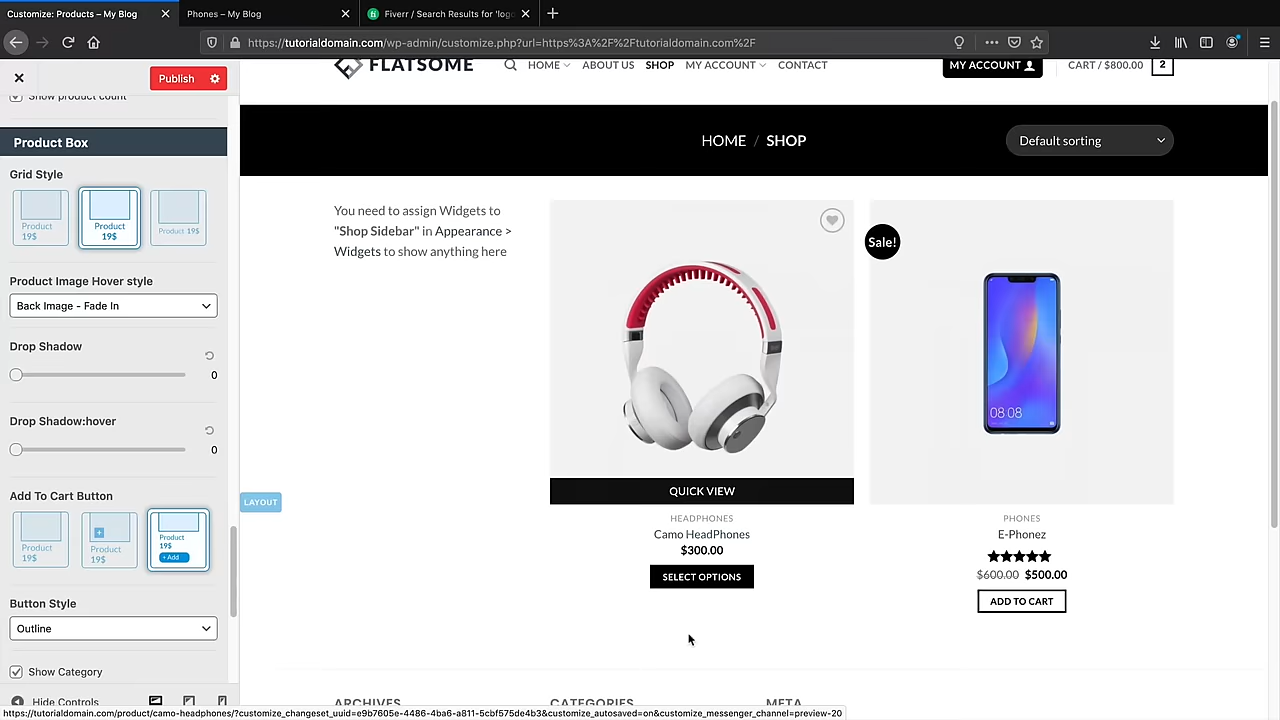 Customize: Products – My Blog
Phones – My Blog
Fiverr / Search Results for 'logo
https://tutorialdomain.com/wp-admin/customize.php?url=https%3A%2F%2Ftutorialdomain.com%2F
Publish
Show product count
Product Box
Grid Style
Product
19$
Product
19$
Product 19$
Product Image Hover style
Back Image - Fade In
Drop Shadow
0
Drop Shadow:hover
0
Add To Cart Button
Product
19$
Product
19$
Product
19$
+ Add
Button Style
Outline
Show Category
Hide Controls
FLATSOME
HOME
ABOUT US
SHOP
MY ACCOUNT
CONTACT
MY ACCOUNT
CART / $800.00
2
HOME / SHOP
Default sorting
You need to assign Widgets to
"Shop Sidebar" in Appearance >
Widgets to show anything here
LAYOUT
QUICK VIEW
HEADPHONES
Camo HeadPhones
$300.00
SELECT OPTIONS
Sale!
08 08
PHONES
E-Phonez
$600.00 $500.00
ADD TO CART
ARCHIVES
CATEGORIES
META
https://tutorialdomain.com/product/camo-headphones/?customize_changeset_uuid=e9b7605e-4486-4ba6-a811-5cbf575de4b3&customize_autosaved=on&customize_messenger_channel=preview-20